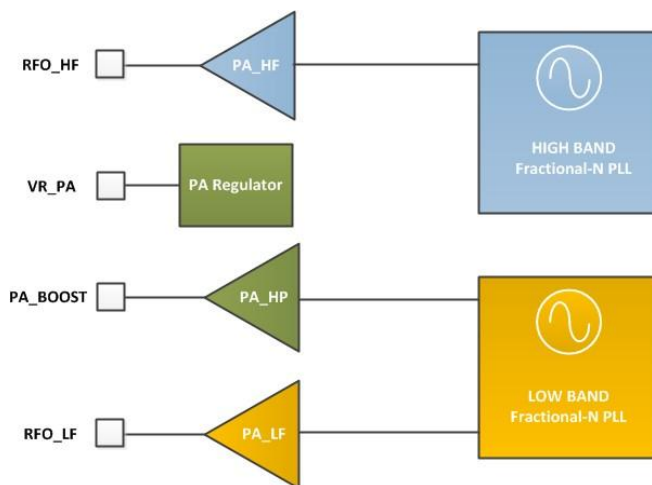 RFO_HF
PA_HF
HIGH BAND
Fractional-N PLL
VR_PA
PA Regulator
PA_BOOST
PA_HP
LOW BAND
Fractional-N PLL
RFO_LF
PA_LF